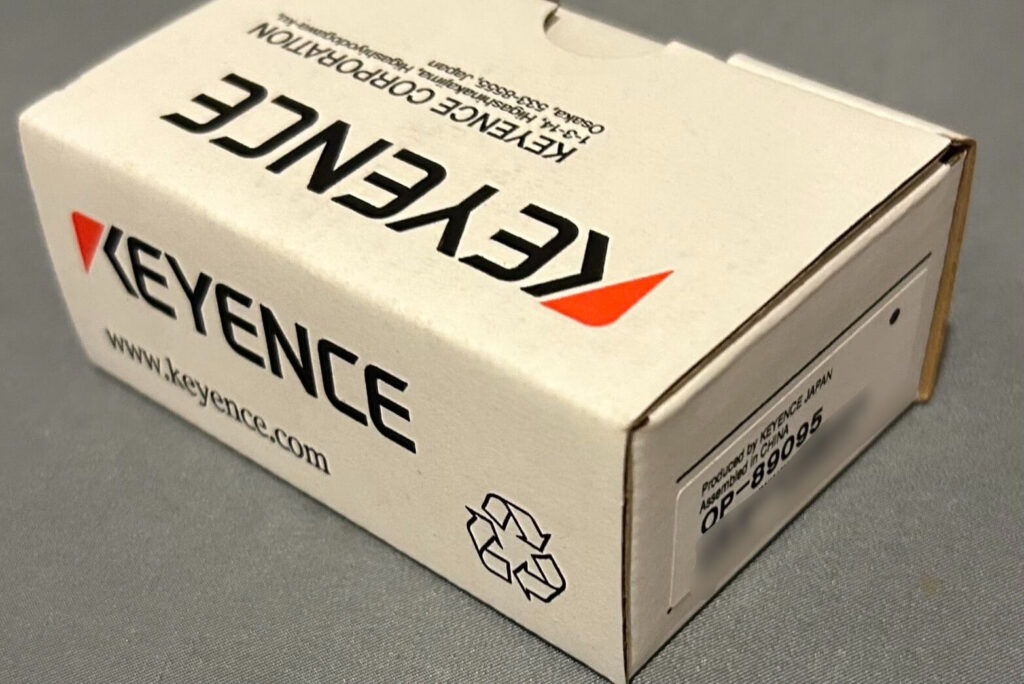 KEYENCE
KEYENCE CORPORATION
1-3-14, Higashinakajima, Higashiyodogawa-ku,
Osaka, 533-8555, Japan
KEYENCE
www.keyence.com
Produced by KEYENCE JAPAN
Assembled in CHINA
OP-89095